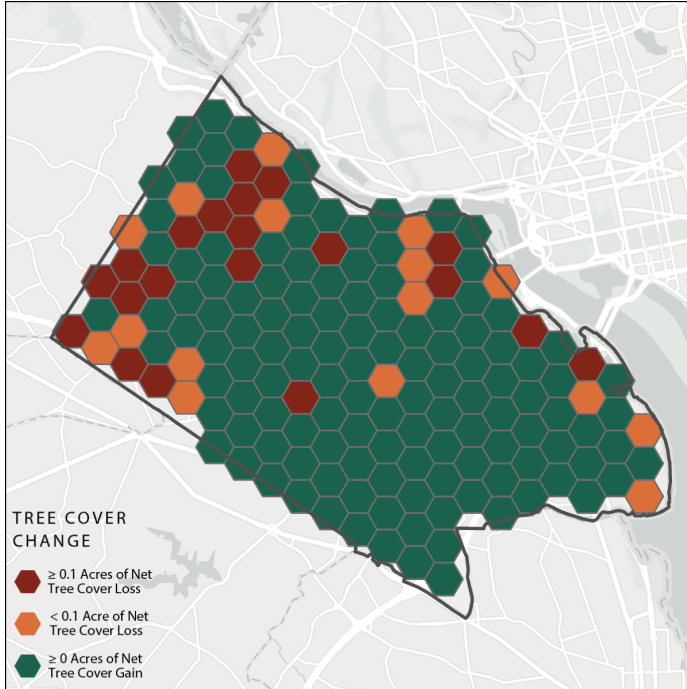 TREE COVER
CHANGE
≥ 0.1 Acres of Net
Tree Cover Loss
< 0.1 Acre of Net
Tree Cover Loss
≥ 0 Acres of Net
Tree Cover Gain